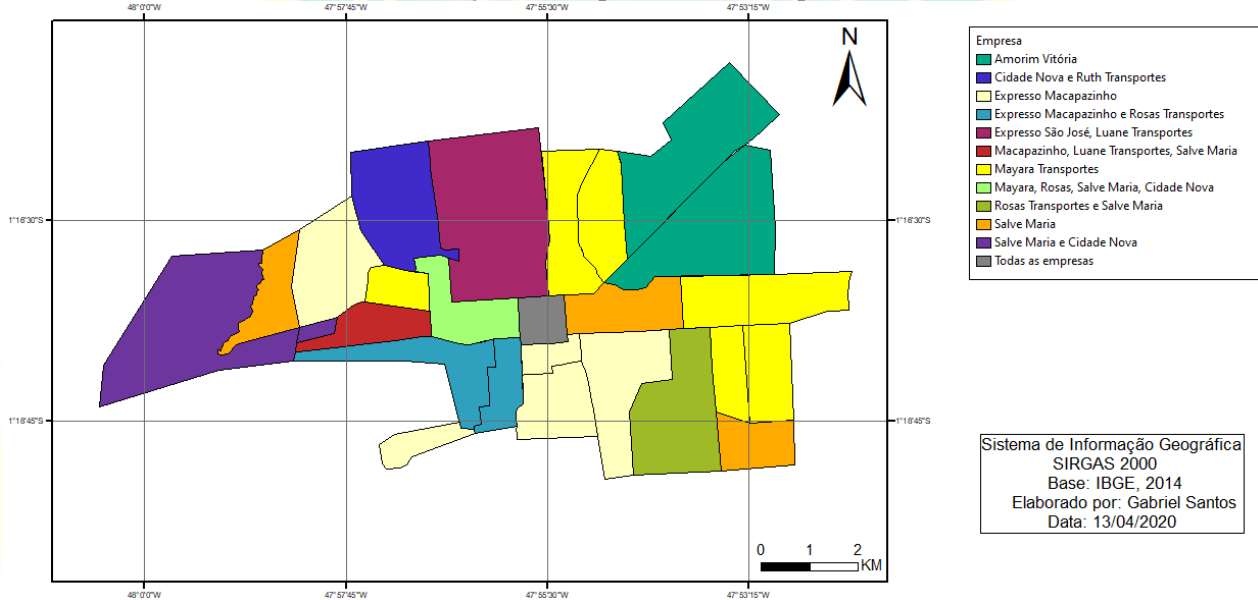 48°0'0"W 47°57'45"W 47°55'30"W 47°53'15"W
N
1°16'30"S 1°16'30"S
1°18'45"S 1°18'45"S
0 1 2
KM
48°0'0"W 47°57'45"W 47°55'30"W 47°53'15"W
Empresa
Amorim Vitória
Cidade Nova e Ruth Transportes
Expresso Macapazinho
Expresso Macapazinho e Rosas Transportes
Expresso São José, Luane Transportes
Macapazinho, Luane Transportes, Salve Maria
Mayara Transportes
Mayara, Rosas, Salve Maria, Cidade Nova
Rosas Transportes e Salve Maria
Salve Maria
Salve Maria e Cidade Nova
Todas as empresas
Sistema de Informação Geográfica
SIRGAS 2000
Base: IBGE, 2014
Elaborado por: Gabriel Santos
Data: 13/04/2020